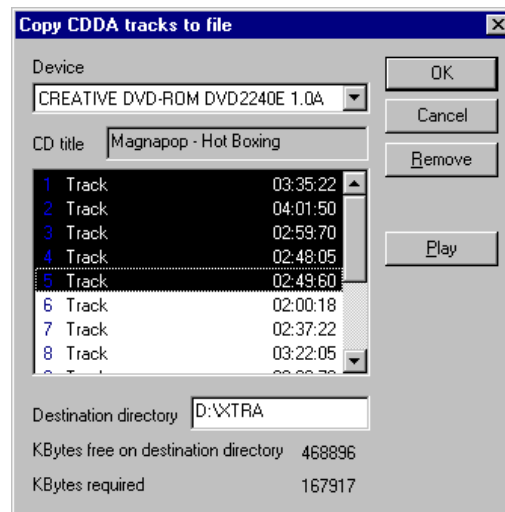 Copy CDDA tracks to file
Device
OK
CREATIVE DVD-ROM DVD2240E 1.0A
Cancel
CD title Magnapop - Hot Boxing
Remove
1 Track 03:35:22
2 Track 04:01:50
3 Track 02:59:70
4 Track 02:48:05
Play
5 Track 02:49:60
6 Track 02:00:18
7 Track 02:37:22
8 Track 03:22:05
Destination directory D:\XTRA
KBytes free on destination directory 468896
KBytes required 167917